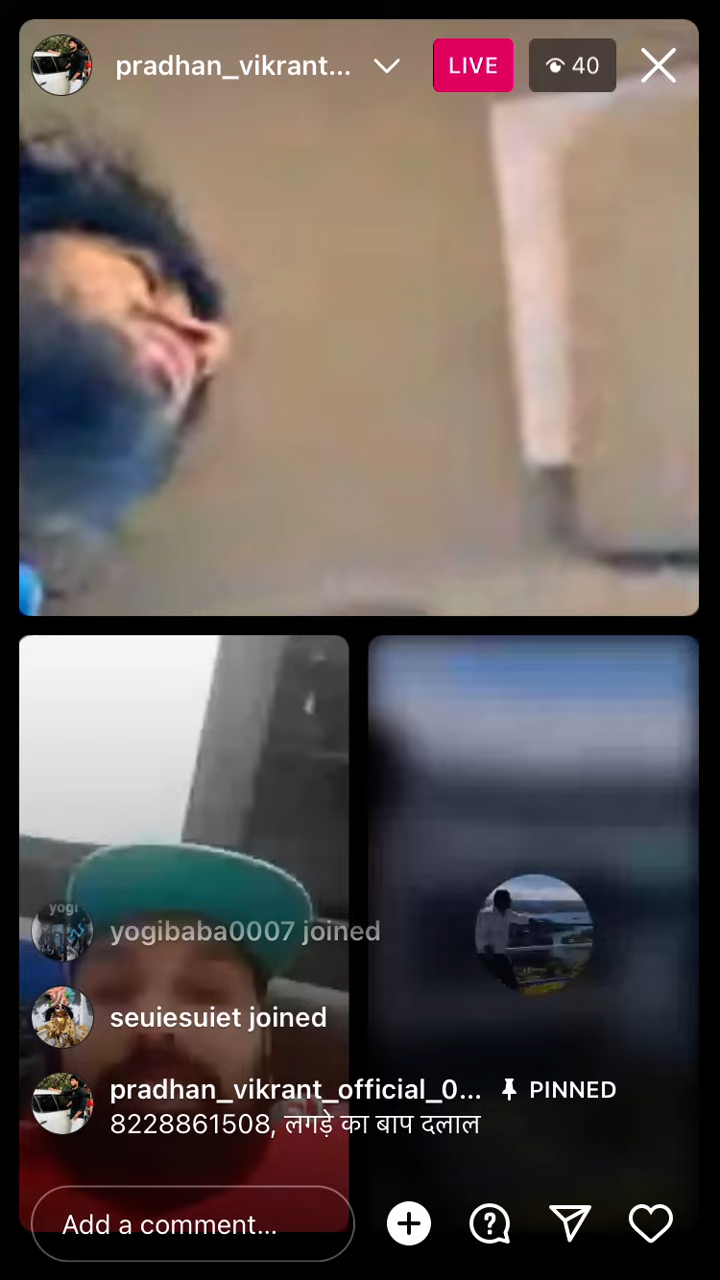 pradhan_vikrant...
LIVE
40
yogi
yogibaba0007 joined
seuiesuiet joined
pradhan_vikrant_official_0... PINNED
8228861508, लगड़े का बाप दलाल
Add a comment...